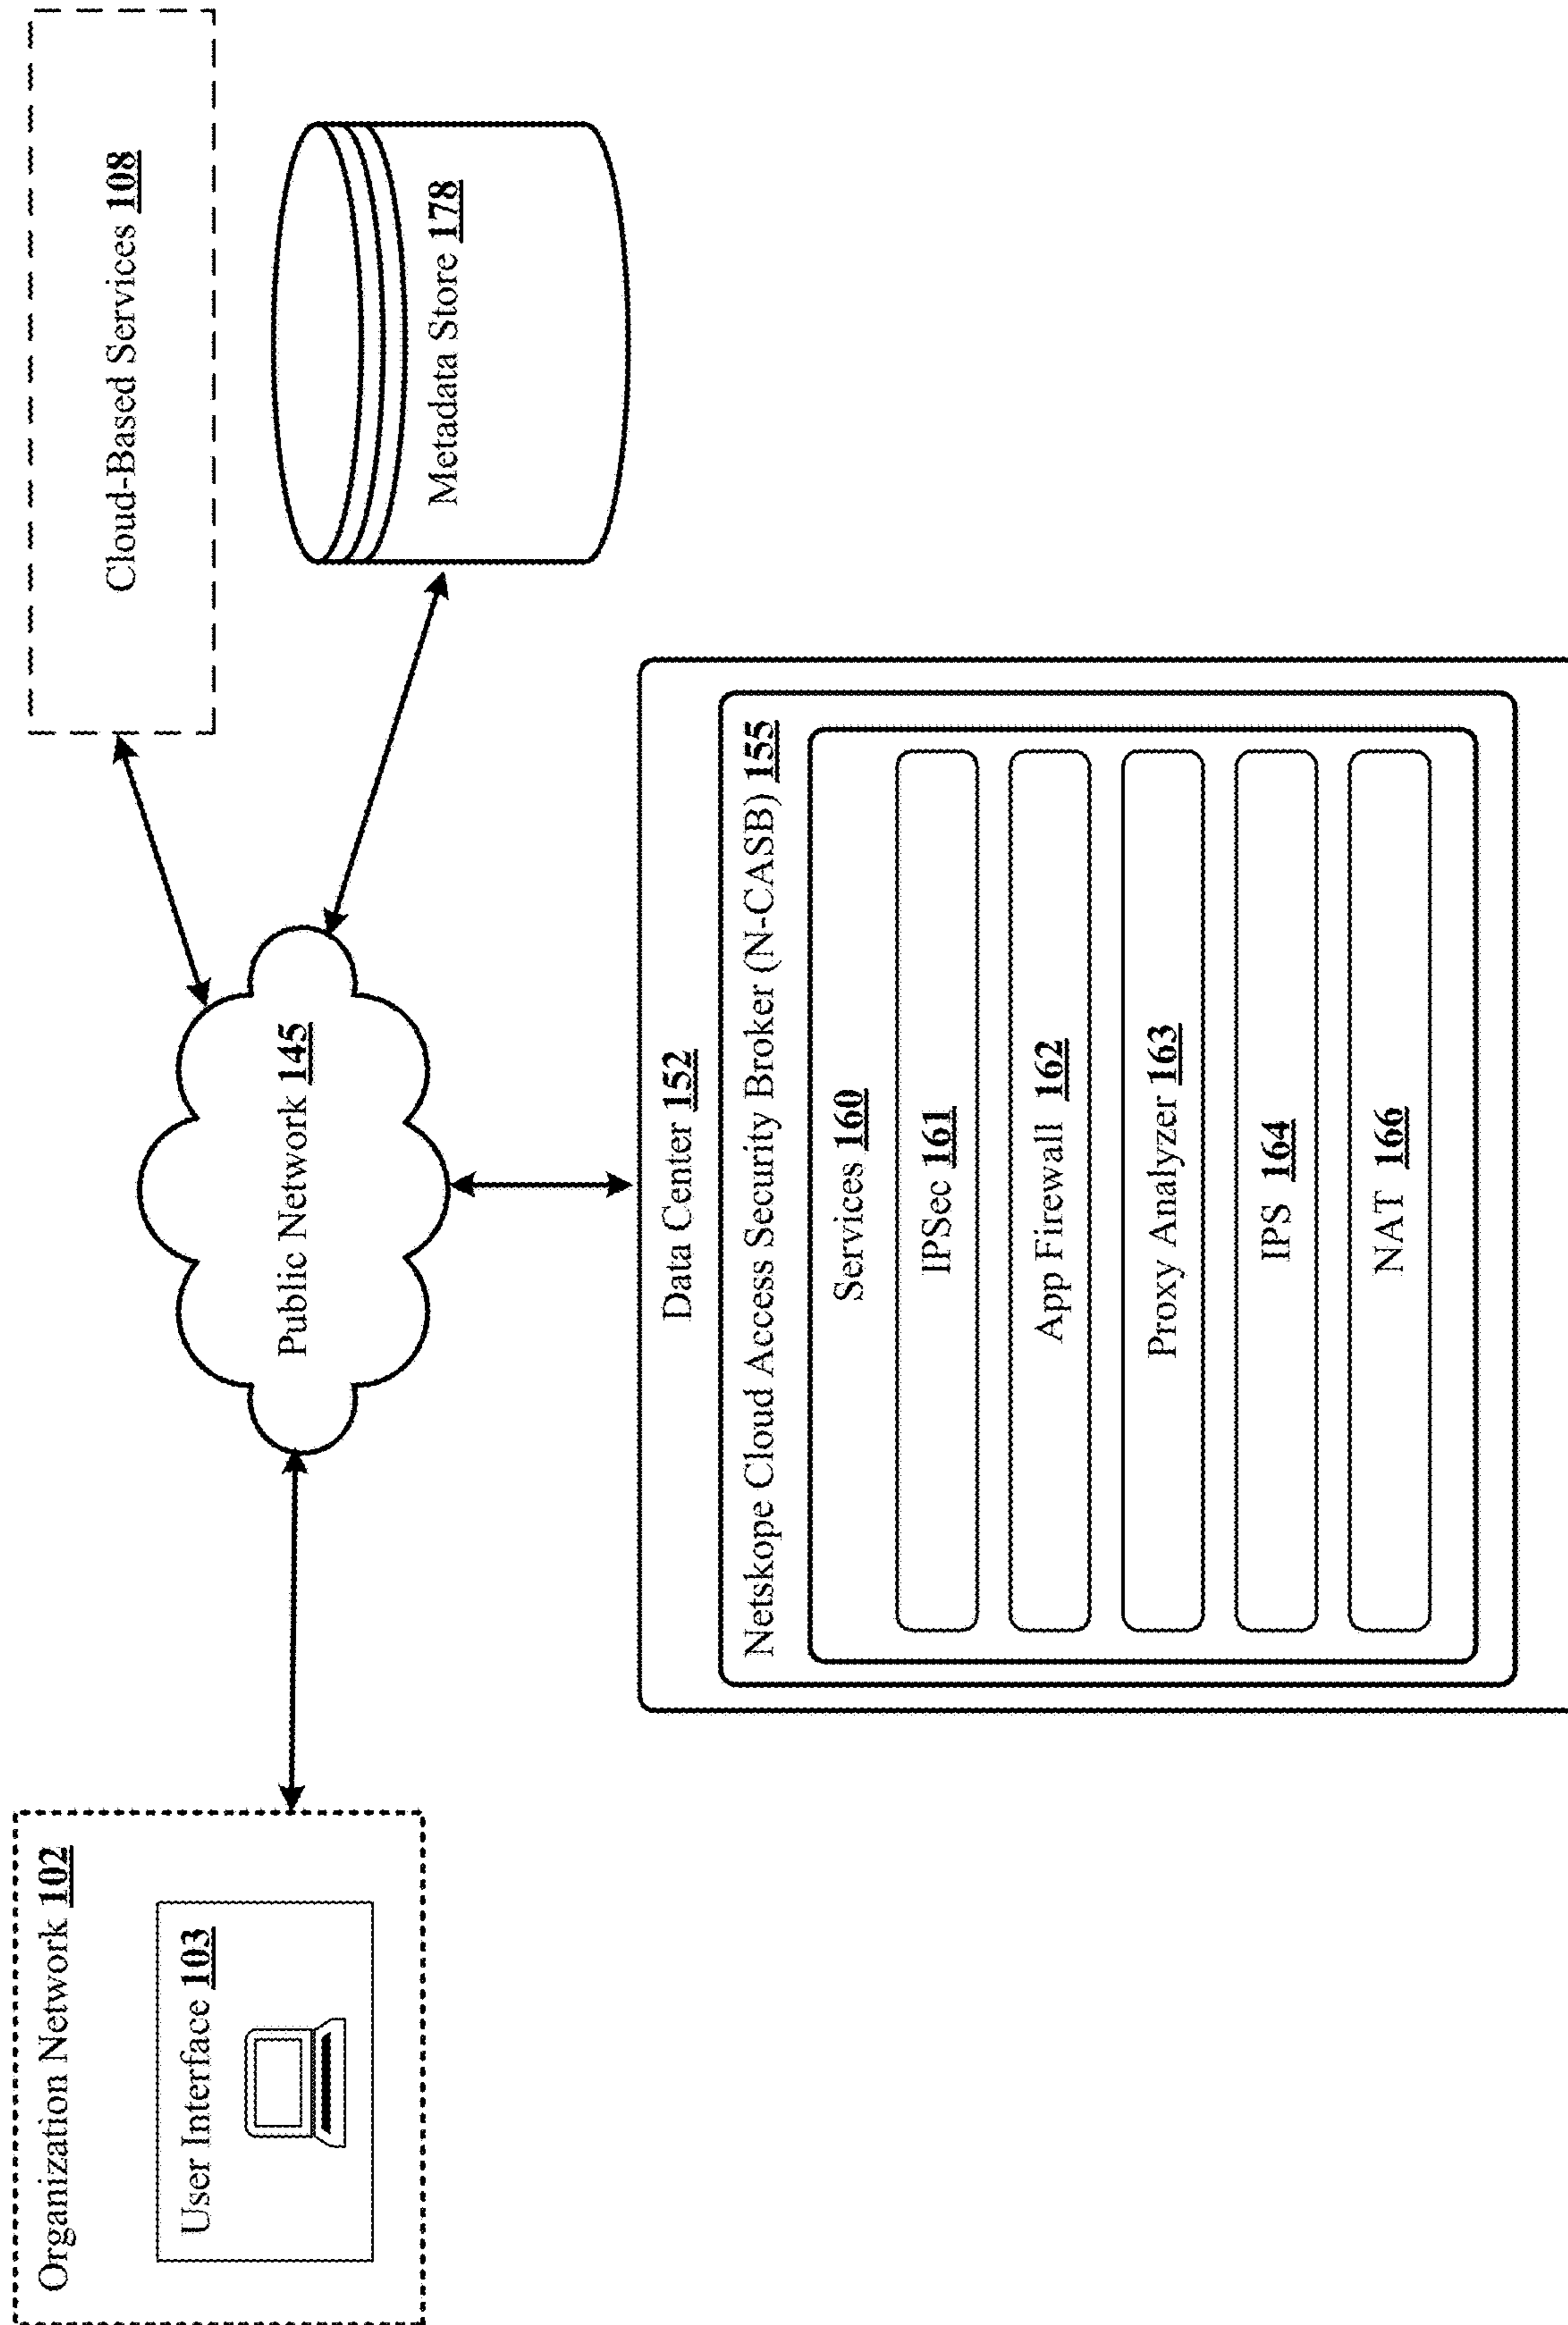 Organization Network 102
User Interface 103
Public Network 145
Cloud-Based Services 108
Metadata Store 178
Data Center 152
Netskope Cloud Access Security Broker (N-CASB) 155
Services 160
IPSec 161
App Firewall 162
Proxy Analyzer 163
IPS 164
NAT 166